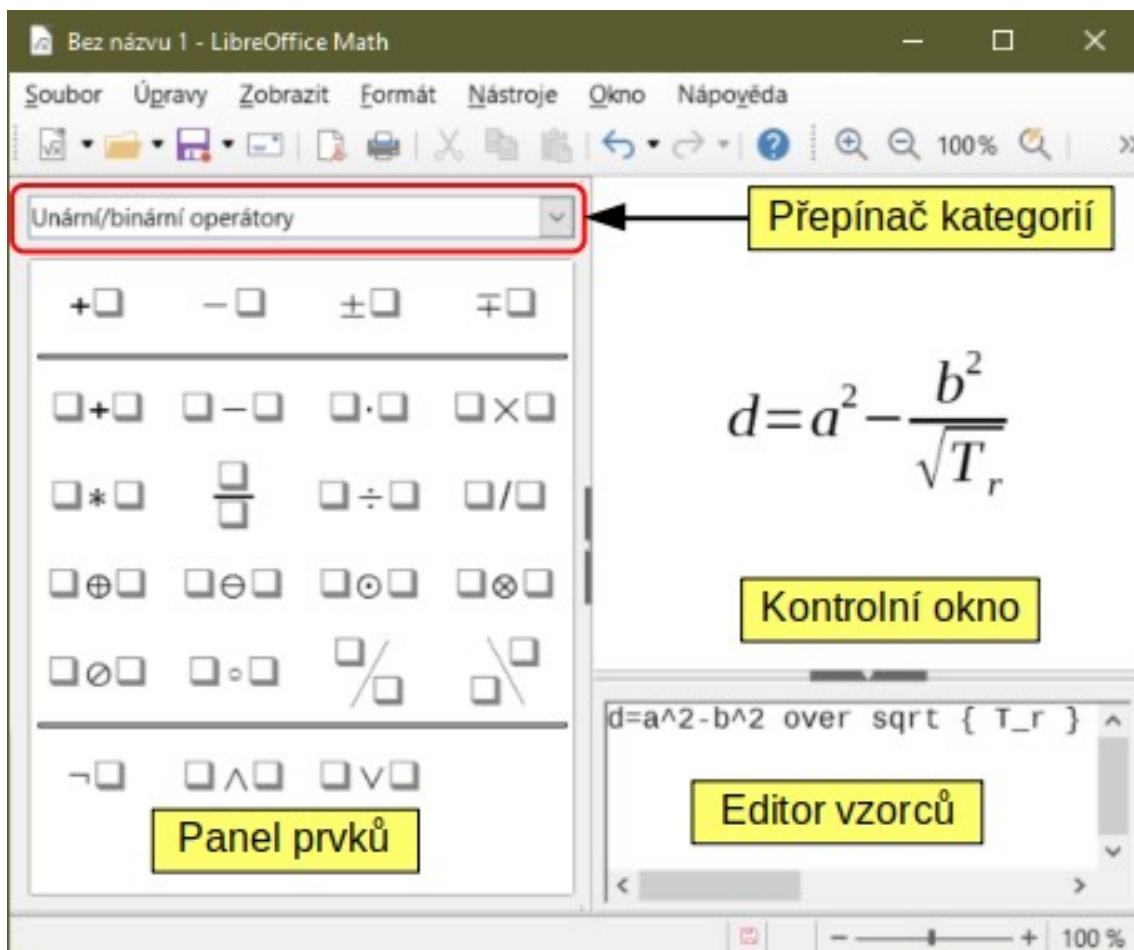 Bez názvu 1 - LibreOffice Math
Soubor Úpravy Zobrazit Formát Nástroje Okno Nápověda
100%
Unární/binární operátory
Přepínač kategorií
+□ −□ ±□ ∓□
□+□ □−□ □·□ □×□
□∗□ □/□ □÷□ □/□
□⊕□ □⊖□ □⊙□ □⊗□
□⊘□ □∘□ □/□ □\□
¬□ □∧□ □∨□
Panel prvků
d=a²−b²/√T_r
Kontrolní okno
d=a^2-b^2 over sqrt { T_r }
Editor vzorců
100 %